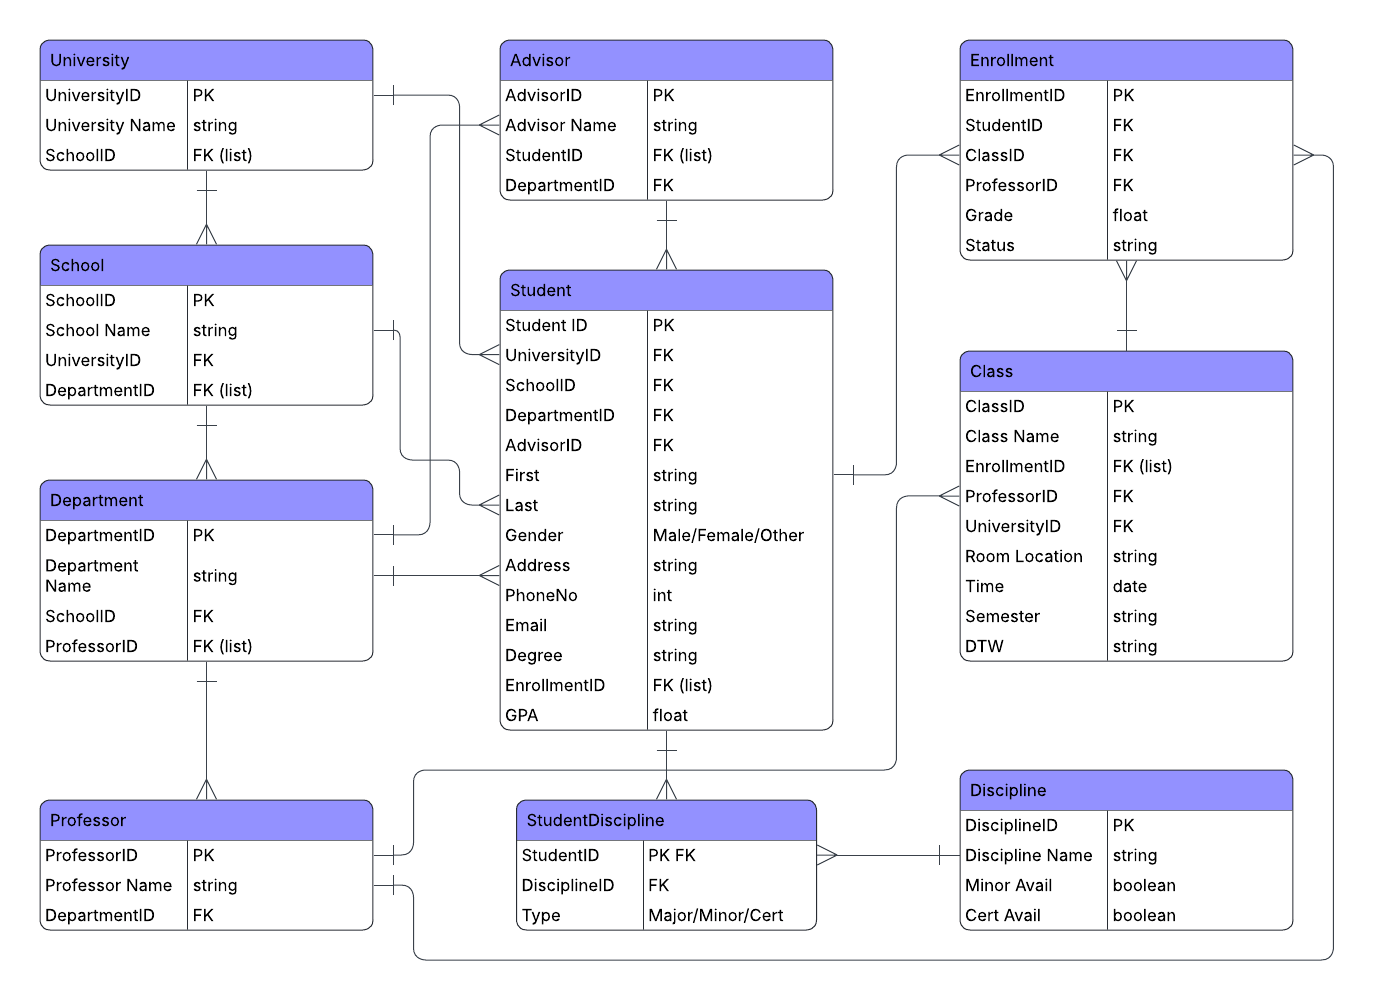 University
UniversityID PK
University Name string
SchoolID FK (list)
School
SchoolID PK
School Name string
UniversityID FK
DepartmentID FK (list)
Department
DepartmentID PK
Department
Name string
SchoolID FK
ProfessorID FK (list)
Professor
ProfessorID PK
Professor Name string
DepartmentID FK
Advisor
AdvisorID PK
Advisor Name string
StudentID FK (list)
DepartmentID FK
Student
Student ID PK
UniversityID FK
SchoolID FK
DepartmentID FK
AdvisorID FK
First string
Last string
Gender Male/Female/Other
Address string
PhoneNo int
Email string
Degree string
EnrollmentID FK (list)
GPA float
StudentDiscipline
StudentID PK FK
DisciplineID FK
Type Major/Minor/Cert
Enrollment
EnrollmentID PK
StudentID FK
ClassID FK
ProfessorID FK
Grade float
Status string
Class
ClassID PK
Class Name string
EnrollmentID FK (list)
ProfessorID FK
UniversityID FK
Room Location string
Time date
Semester string
DTW string
Discipline
DisciplineID PK
Discipline Name string
Minor Avail boolean
Cert Avail boolean